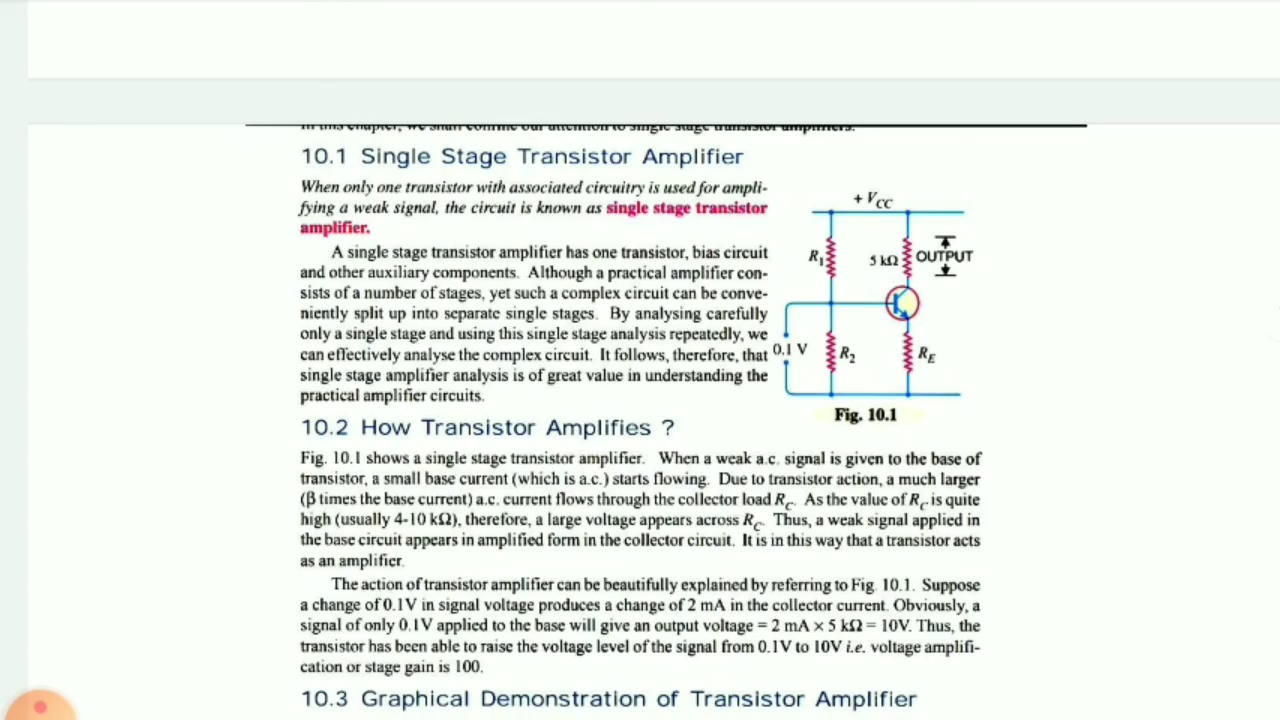 In this chapter, we shall confine our attention to single stage transistor amplifiers.
10.1 Single Stage Transistor Amplifier
When only one transistor with associated circuitry is used for ampli-
fying a weak signal, the circuit is known as single stage transistor
amplifier.
A single stage transistor amplifier has one transistor, bias circuit
and other auxiliary components. Although a practical amplifier con-
sists of a number of stages, yet such a complex circuit can be conve-
niently split up into separate single stages. By analysing carefully
only a single stage and using this single stage analysis repeatedly, we
can effectively analyse the complex circuit. It follows, therefore, that
single stage amplifier analysis is of great value in understanding the
practical amplifier circuits.
+ VCC
R1
5 kΩ
OUTPUT
0.1 V
R2
RE
Fig. 10.1
10.2 How Transistor Amplifies ?
Fig. 10.1 shows a single stage transistor amplifier. When a weak a.c. signal is given to the base of
transistor, a small base current (which is a.c.) starts flowing. Due to transistor action, a much larger
(β times the base current) a.c. current flows through the collector load RC. As the value of RC is quite
high (usually 4-10 kΩ), therefore, a large voltage appears across RC. Thus, a weak signal applied in
the base circuit appears in amplified form in the collector circuit. It is in this way that a transistor acts
as an amplifier.
The action of transistor amplifier can be beautifully explained by referring to Fig. 10.1. Suppose
a change of 0.1V in signal voltage produces a change of 2 mA in the collector current. Obviously, a
signal of only 0.1V applied to the base will give an output voltage = 2 mA × 5 kΩ = 10V. Thus, the
transistor has been able to raise the voltage level of the signal from 0.1V to 10V i.e. voltage amplifi-
cation or stage gain is 100.
10.3 Graphical Demonstration of Transistor Amplifier